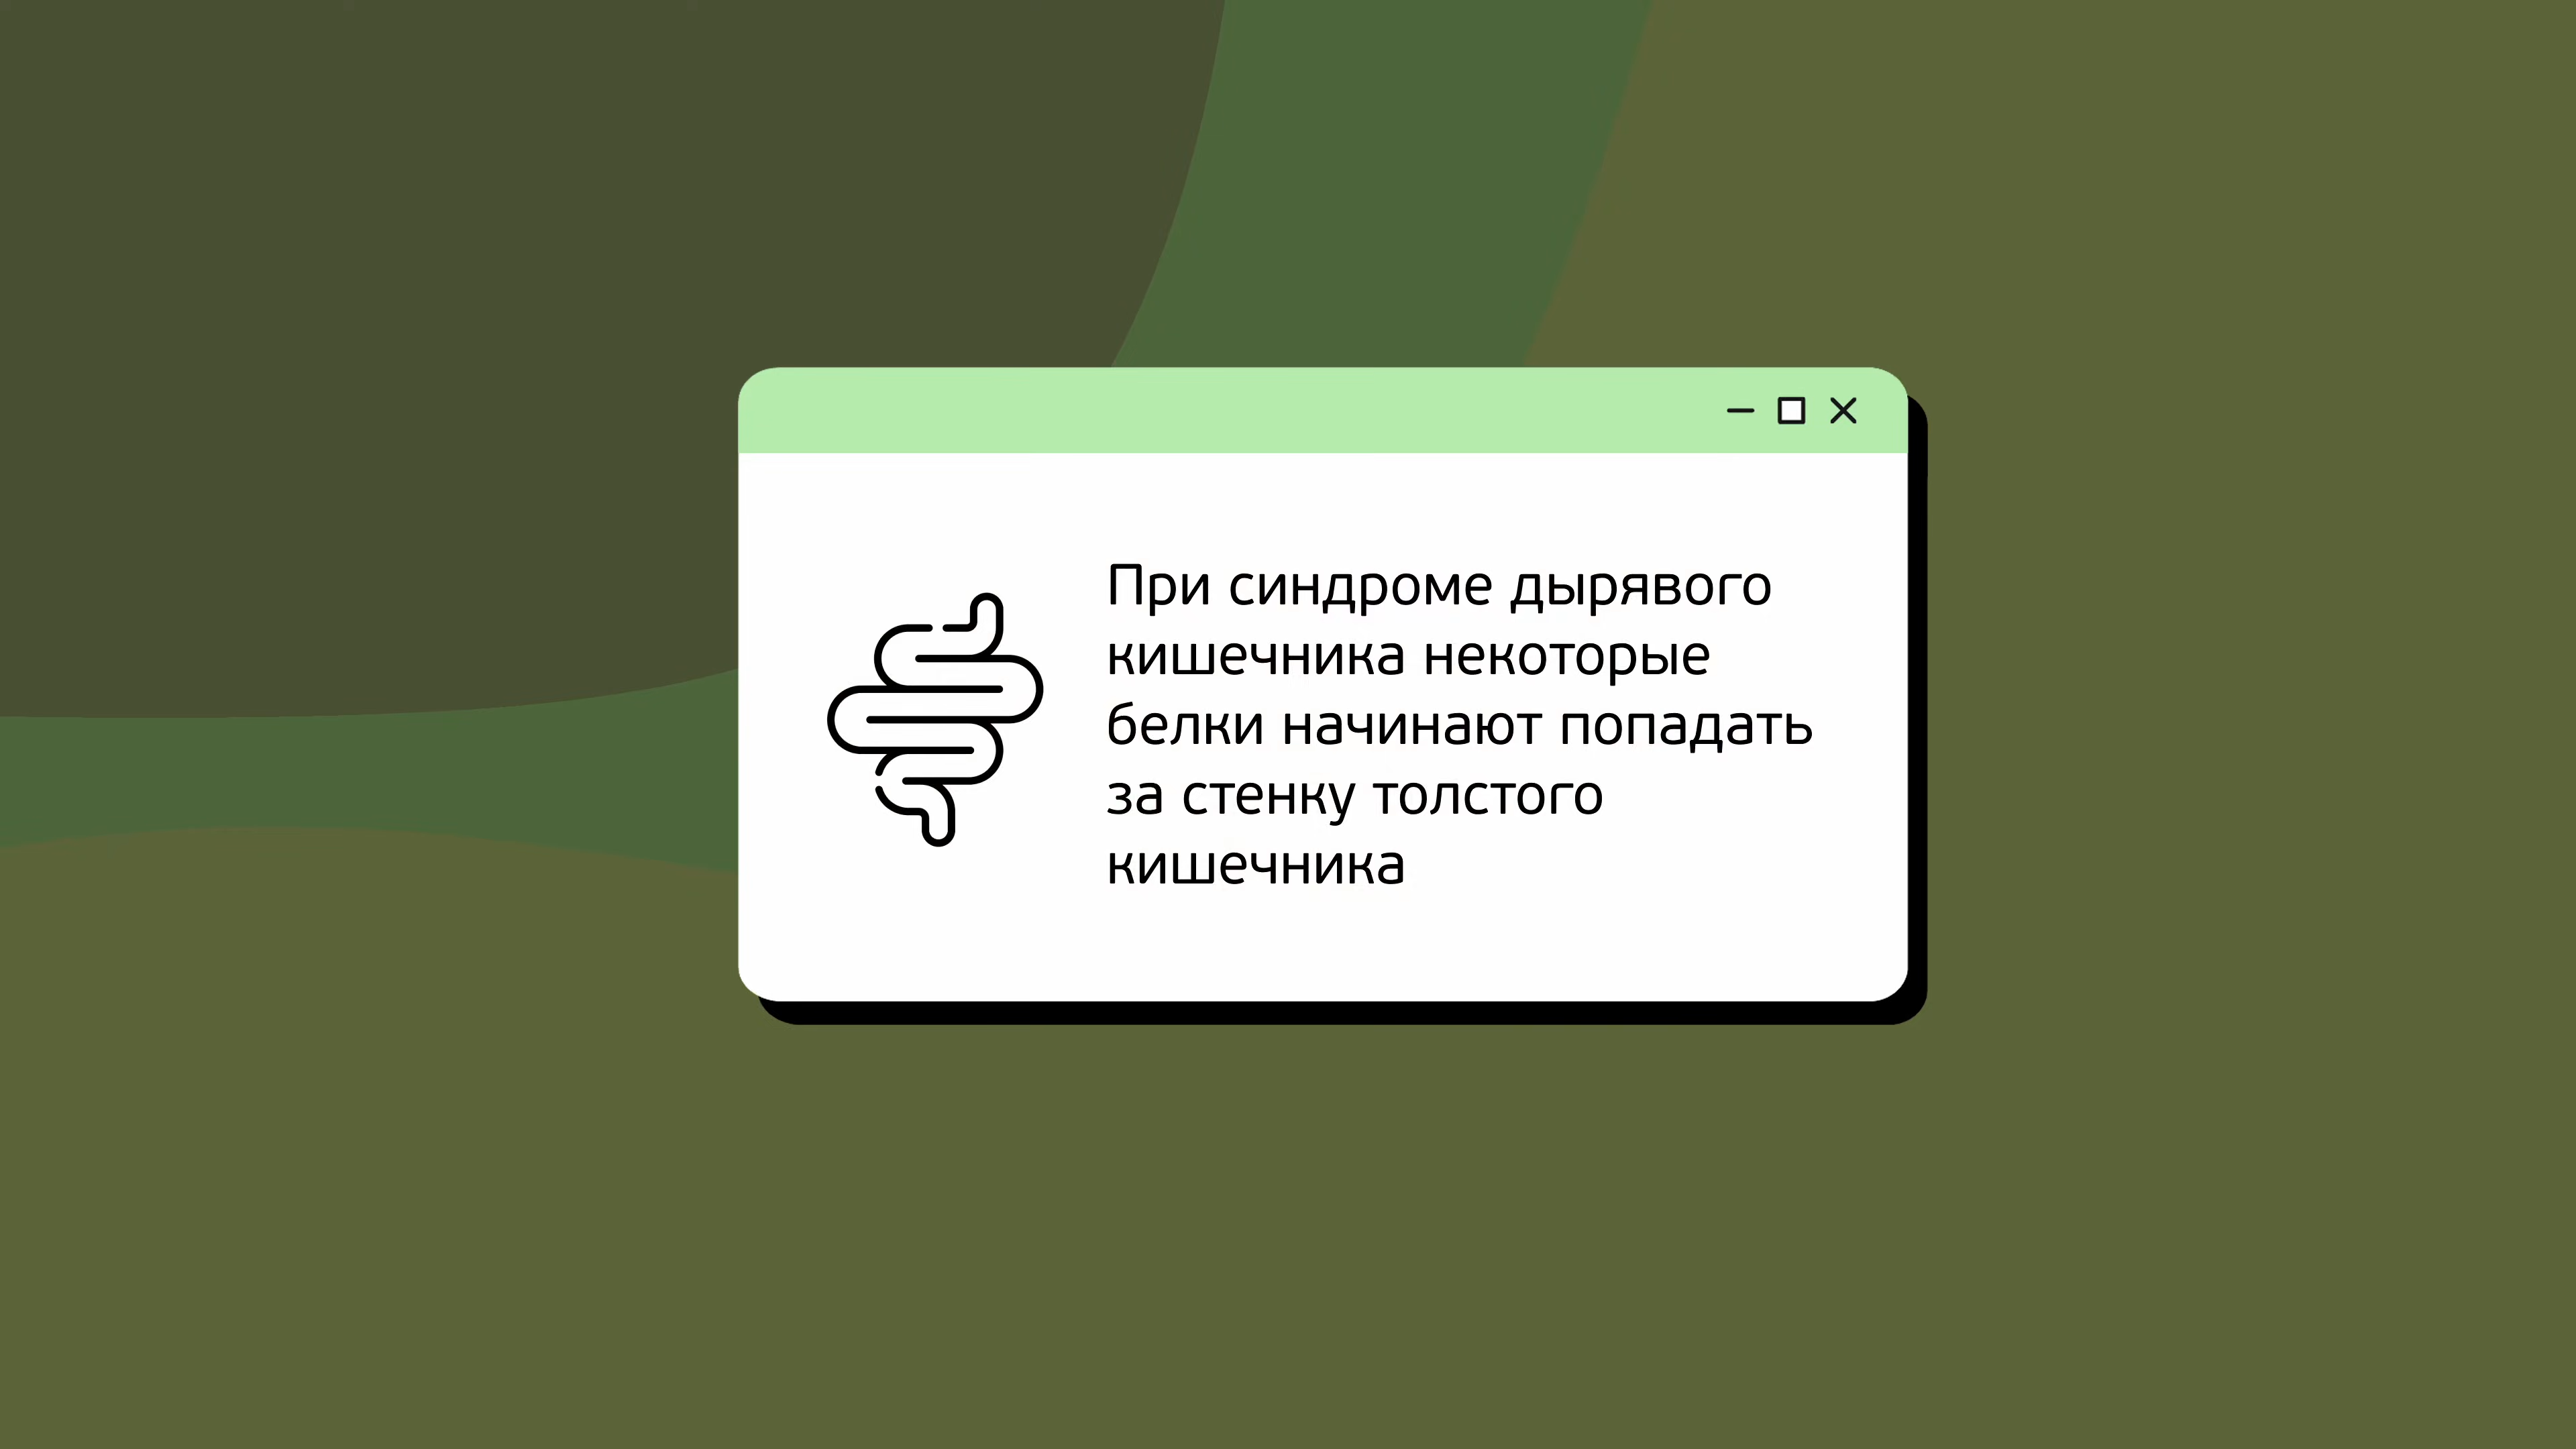 При синдроме дырявого
кишечника некоторые
белки начинают попадать
за стенку толстого
кишечника